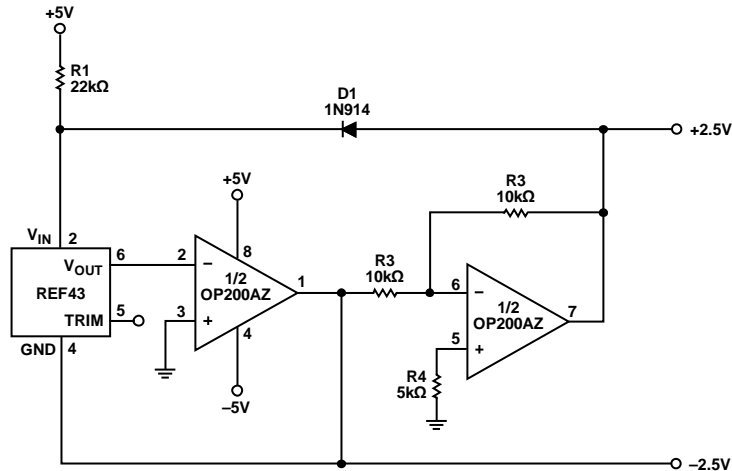 +5V
R1
22kΩ
D1
1N914
+2.5V
+5V
R3
10kΩ
VIN
2
8
VOUT
6
2
–
1/2
OP200AZ
1
R3
10kΩ
6
–
REF43
TRIM
5
3
+
1/2
OP200AZ
7
GND
4
4
5
+
R4
5kΩ
–5V
–2.5V